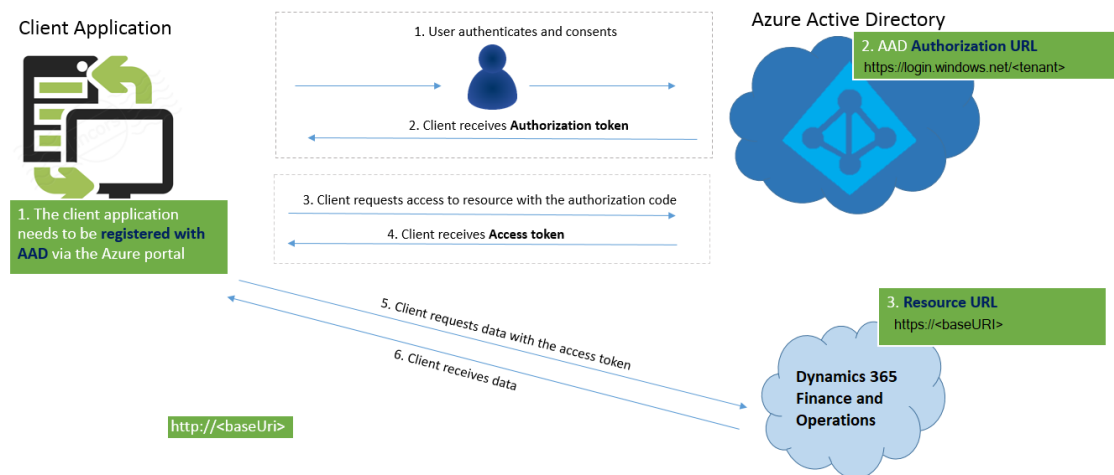 Client Application
Azure Active Directory
1. User authenticates and consents
2. AAD Authorization URL
https://login.windows.net/<tenant>
2. Client receives Authorization token
3. Client requests access to resource with the authorization code
4. Client receives Access token
1. The client application
needs to be registered with
AAD via the Azure portal
5. Client requests data with the access token
6. Client receives data
3. Resource URL
https://<baseURI>
Dynamics 365
Finance and
Operations
http://<baseUri>